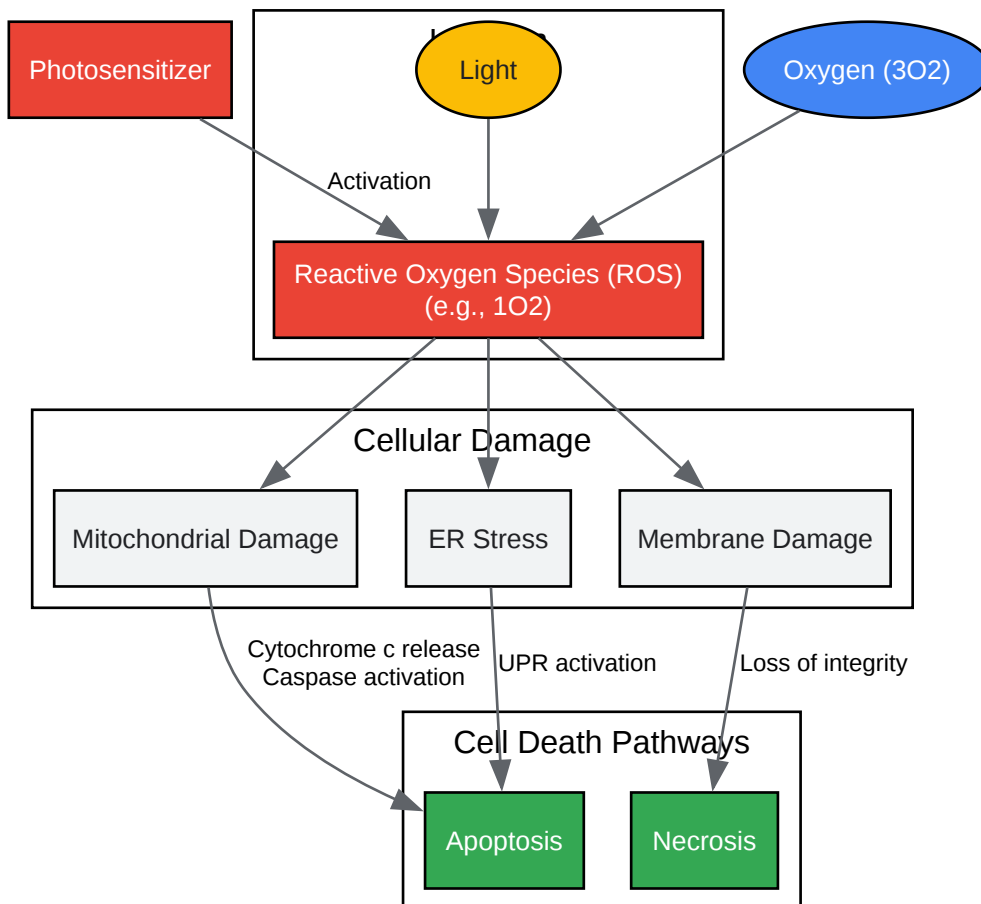 Photosensitizer
Light
Oxygen (3O2)
Activation
Reactive Oxygen Species (ROS)
(e.g., 1O2)
Cellular Damage
Mitochondrial Damage
ER Stress
Membrane Damage
Cytochrome c release
Caspase activation
UPR activation
Loss of integrity
Cell Death Pathways
Apoptosis
Necrosis